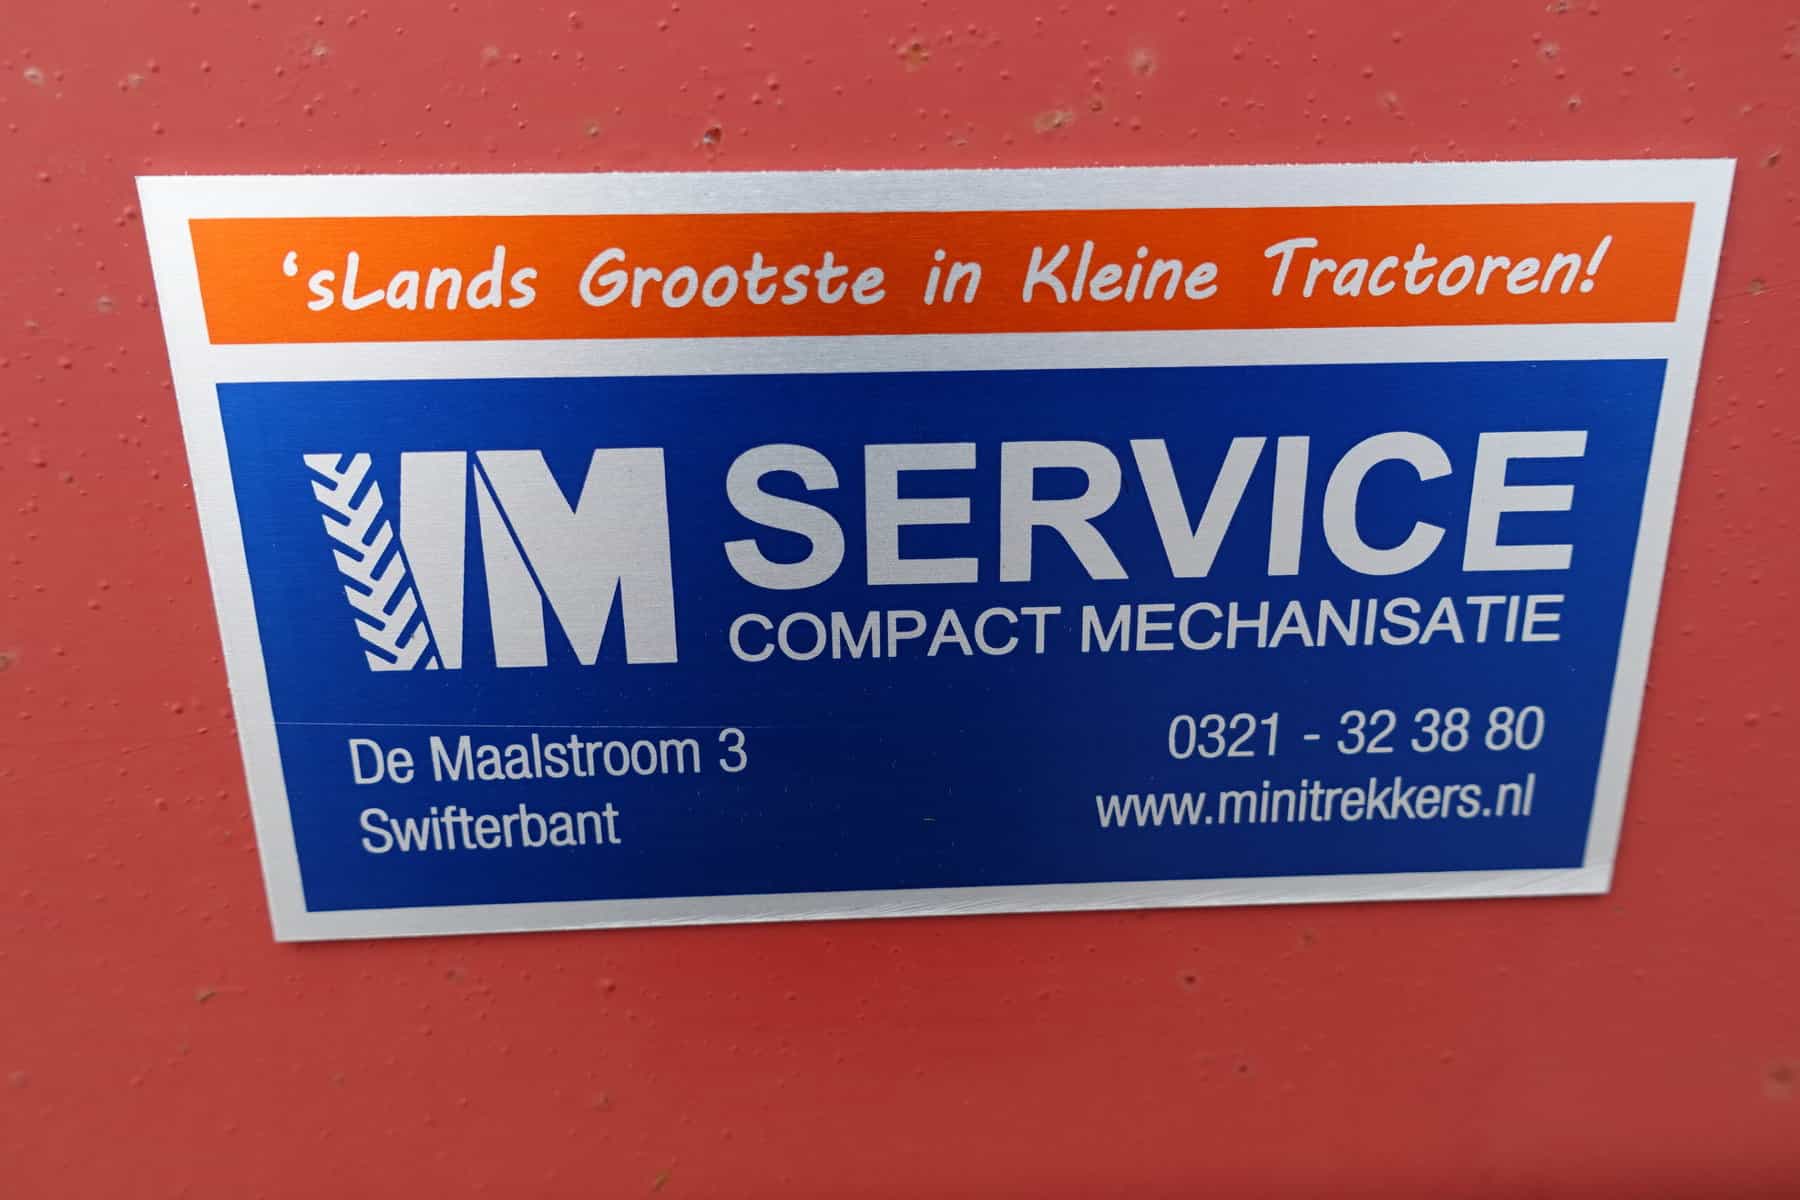 ‘sLands Grootste in Kleine Tractoren!
IM SERVICE
COMPACT MECHANISATIE
De Maalstroom 3
Swifterbant
0321 - 32 38 80
www.minitrekkers.nl